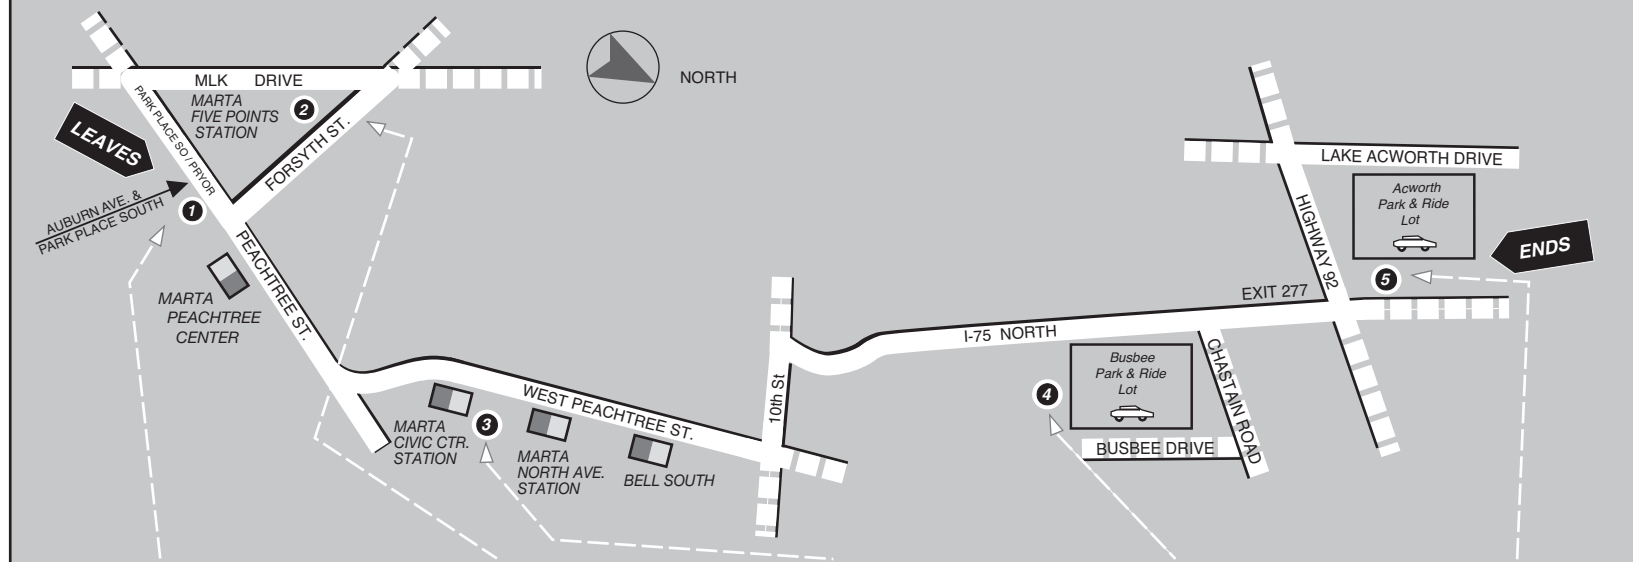 MLK DRIVE
MARTA
FIVE POINTS
STATION
2
FORSYTH ST.
PARK PLACE SO / PRYOR
LEAVES
AUBURN AVE. &
PARK PLACE SOUTH
1
PEACHTREE ST.
MARTA
PEACHTREE
CENTER
NORTH
MARTA
CIVIC CTR.
STATION
3
WEST PEACHTREE ST.
MARTA
NORTH AVE.
STATION
BELL SOUTH
10th St
I-75 NORTH
EXIT 277
4
Busbee
Park & Ride
Lot
BUSBEE DRIVE
CHASTAIN ROAD
HIGHWAY 92
LAKE ACWORTH DRIVE
Acworth
Park & Ride
Lot
5
ENDS